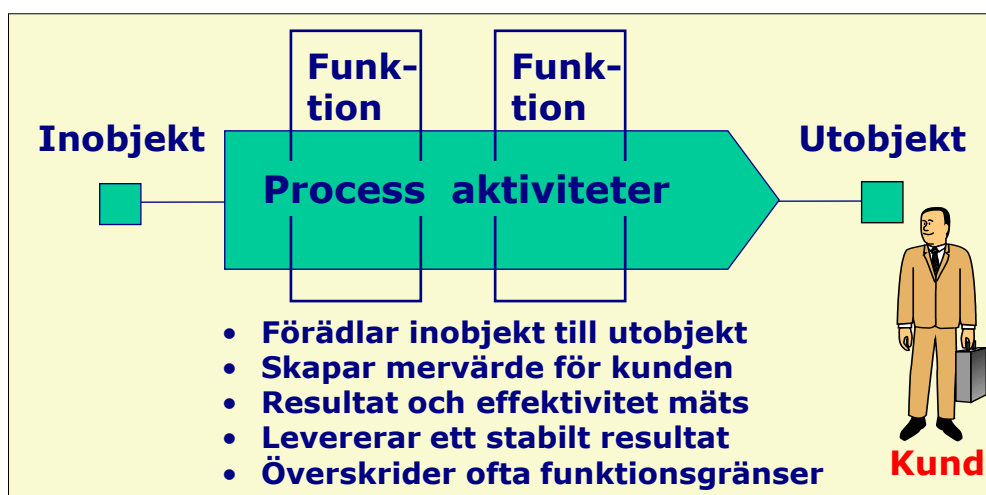 Funk-
tion
Funk-
tion
Inobjekt
Utobjekt
Process aktiviteter
• Förädlar inobjekt till utobjekt
• Skapar mervärde för kunden
• Resultat och effektivitet mäts
• Levererar ett stabilt resultat
• Överskrider ofta funktionsgränser
Kund